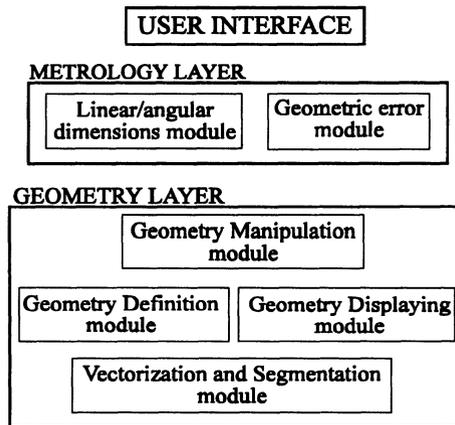 USER INTERFACE
METROLOGY LAYER
Linear/angular
dimensions module
Geometric error
module
GEOMETRY LAYER
Geometry Manipulation
module
Geometry Definition
module
Geometry Displaying
module
Vectorization and Segmentation
module